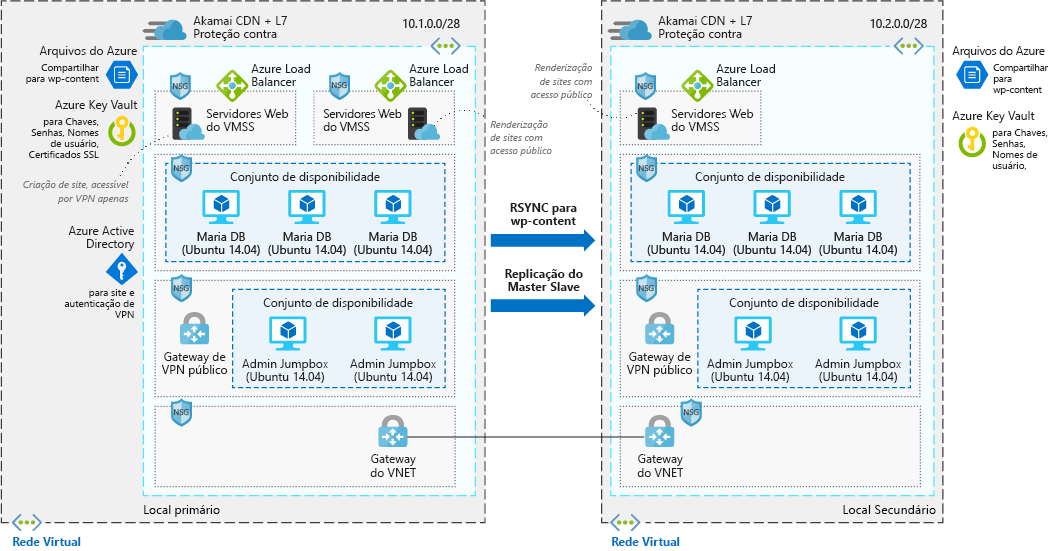 Akamai CDN + L7
Proteção contra
10.1.0.0/28
Arquivos do Azure
Compartilhar
para wp-content
Azure Key Vault
para Chaves,
Senhas, Nomes
de usuário,
Certificados SSL
Criação de site, acessível
por VPN apenas
Azure Active
Directory
para site e
autenticação de
VPN
NSG
Azure Load
Balancer
Servidores Web
do VMSS
NSG
Azure Load
Balancer
Servidores Web
do VMSS
Renderização
de sites com
acesso público
NSG
Conjunto de disponibilidade
Maria DB
(Ubuntu 14.04)
Maria DB
(Ubuntu 14.04)
Maria DB
(Ubuntu 14.04)
NSG
Conjunto de disponibilidade
Gateway de
VPN público
Admin Jumpbox
(Ubuntu 14.04)
Admin Jumpbox
(Ubuntu 14.04)
NSG
Gateway
do VNET
Local primário
Rede Virtual
RSYNC para
wp-content
Replicação do
Master Slave
Akamai CDN + L7
Proteção contra
10.2.0.0/28
Renderização
de sites com
acesso público
NSG
Azure Load
Balancer
Servidores Web
do VMSS
NSG
Conjunto de disponibilidade
Maria DB
(Ubuntu 14.04)
Maria DB
(Ubuntu 14.04)
Maria DB
(Ubuntu 14.04)
NSG
Conjunto de disponibilidade
Gateway de
VPN público
Admin Jumpbox
(Ubuntu 14.04)
Admin Jumpbox
(Ubuntu 14.04)
NSG
Gateway
do VNET
Local Secundário
Rede Virtual
Arquivos do Azure
Compartilhar
para
wp-content
Azure Key Vault
para Chaves,
Senhas,
Nomes de
usuário,